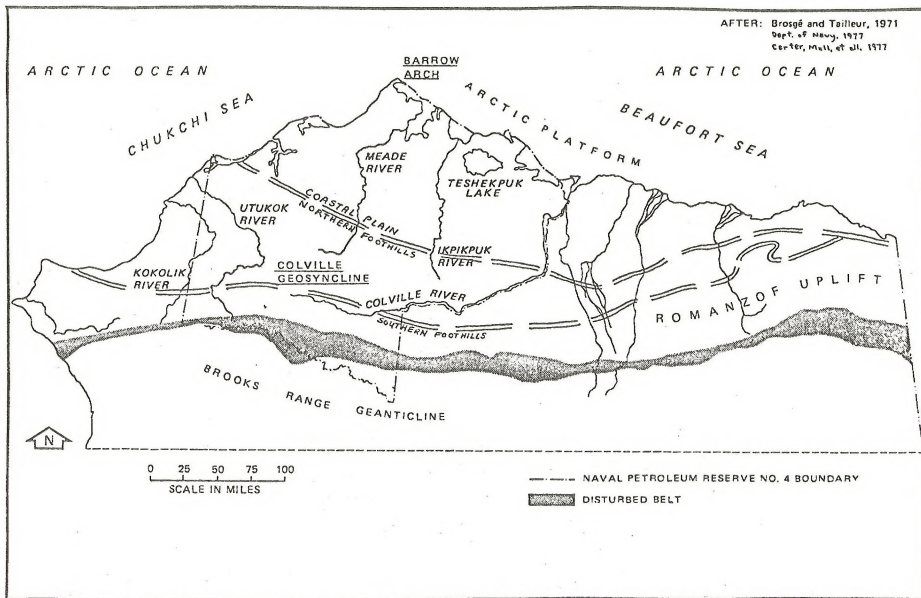 AFTER: Brosgé and Tailleur, 1971
Dept. of Navy, 1977
Carter, Mull, et all. 1977
ARCTIC OCEAN
BARROW
ARCH
ARCTIC OCEAN
CHUKCHI SEA
ARCTIC PLATFORM
BEAUFORT SEA
MEADE
RIVER
TESHEKPUK
LAKE
UTUKOK
RIVER
COASTAL PLAIN
NORTHERN FOOTHILLS
IKPIKPUK
RIVER
KOKOLIK
RIVER
COLVILLE
GEOSYNCLINE
COLVILLE RIVER
SOUTHERN FOOTHILLS
ROMANZOF UPLIFT
BROOKS RANGE GEANTICLINE
N
0 25 50 75 100
SCALE IN MILES
NAVAL PETROLEUM RESERVE NO. 4 BOUNDARY
DISTURBED BELT